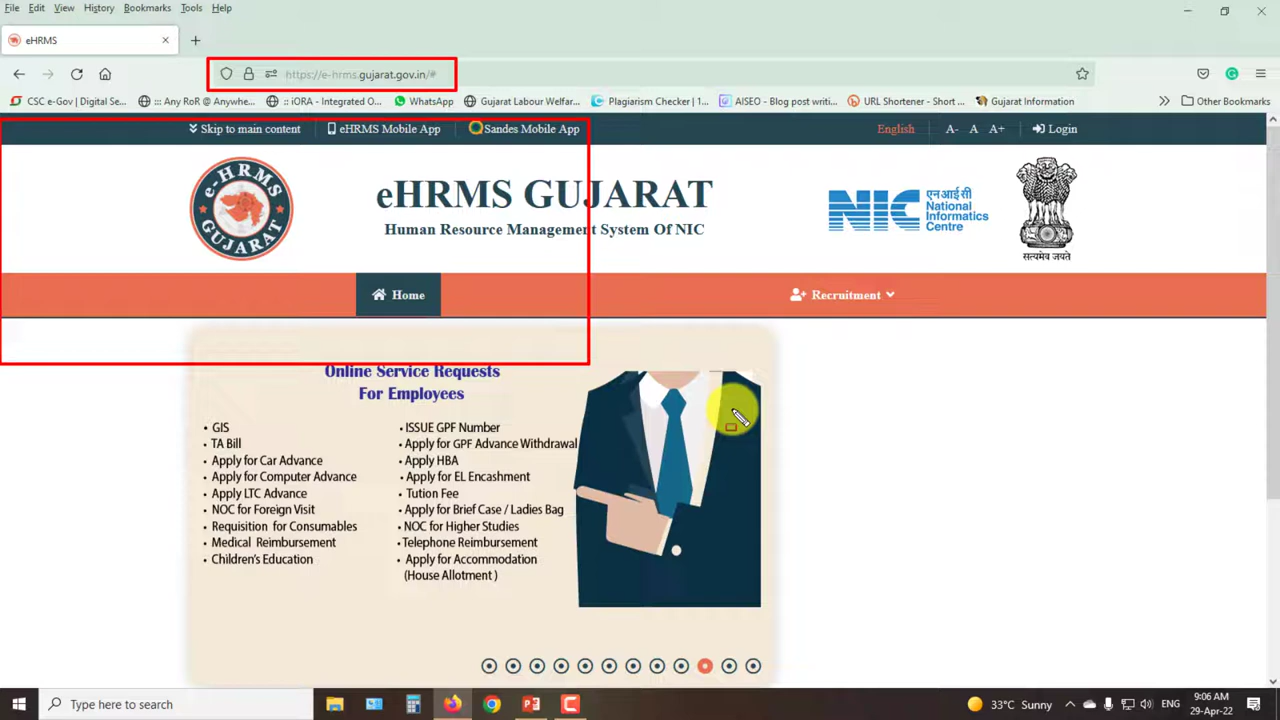 File Edit View History Bookmarks Tools Help
eHRMS
https://e-hrms.gujarat.gov.in/#
CSC e-Gov | Digital Se... ::: Any RoR @ Anywhe... :: iORA - Integrated O... WhatsApp Gujarat Labour Welfar... Plagiarism Checker | 1... AISEO - Blog post writi... URL Shortener - Short ... Gujarat Information Other Bookmarks
Skip to main content eHRMS Mobile App Sandes Mobile App English A- A A+ Login
e-HRMS
GUJARAT
eHRMS GUJARAT
Human Resource Management System Of NIC
NIC
एन आई सी
National
Informatics
Centre
सत्यमेव जयते
Home Recruitment
Online Service Requests
For Employees
• GIS
• TA Bill
• Apply for Car Advance
• Apply for Computer Advance
• Apply LTC Advance
• NOC for Foreign Visit
• Requisition for Consumables
• Medical Reimbursement
• Children's Education
• ISSUE GPF Number
• Apply for GPF Advance Withdrawal
• Apply HBA
• Apply for EL Encashment
• Tution Fee
• Apply for Brief Case / Ladies Bag
• NOC for Higher Studies
• Telephone Reimbursement
• Apply for Accommodation
(House Allotment )
Type here to search
33°C Sunny
ENG
9:06 AM
29-Apr-22